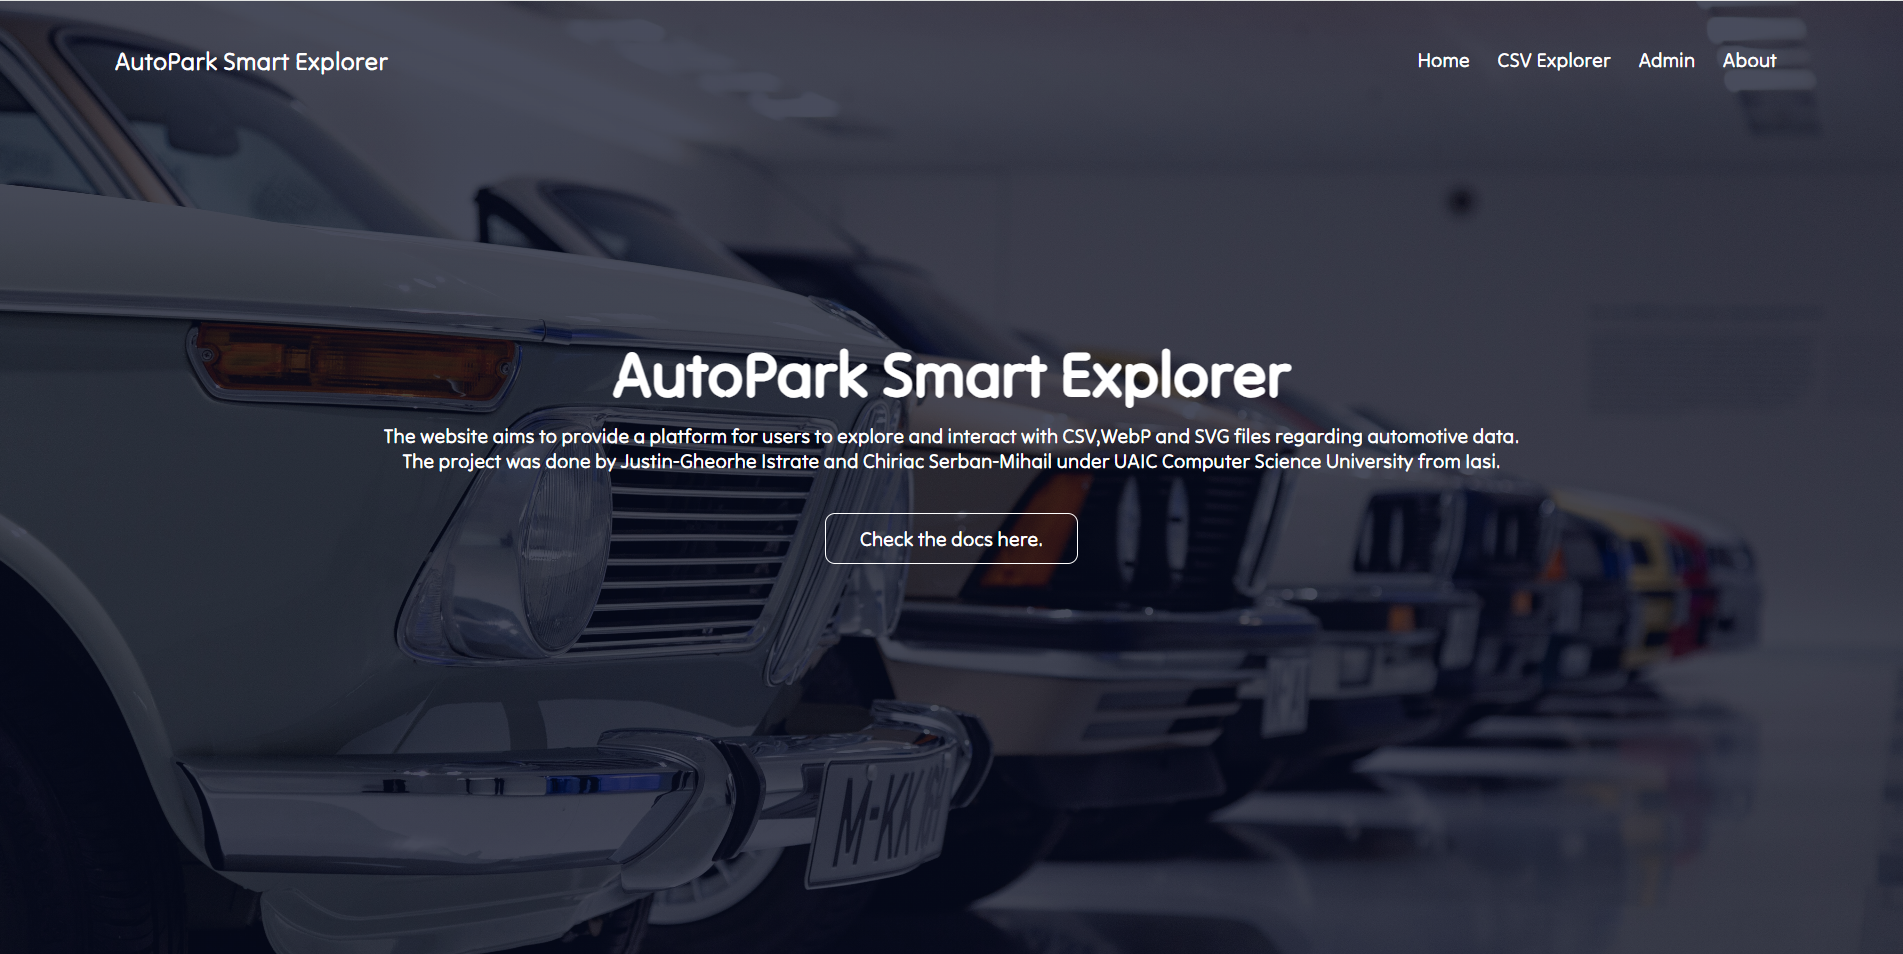 AutoPark Smart Explorer
Home CSV Explorer Admin About
AutoPark Smart Explorer
The website aims to provide a platform for users to explore and interact with CSV,WebP and SVG files regarding automotive data.
The project was done by Justin-Gheorhe Istrate and Chiriac Serban-Mihail under UAIC Computer Science University from Iasi.
Check the docs here.
M-KK